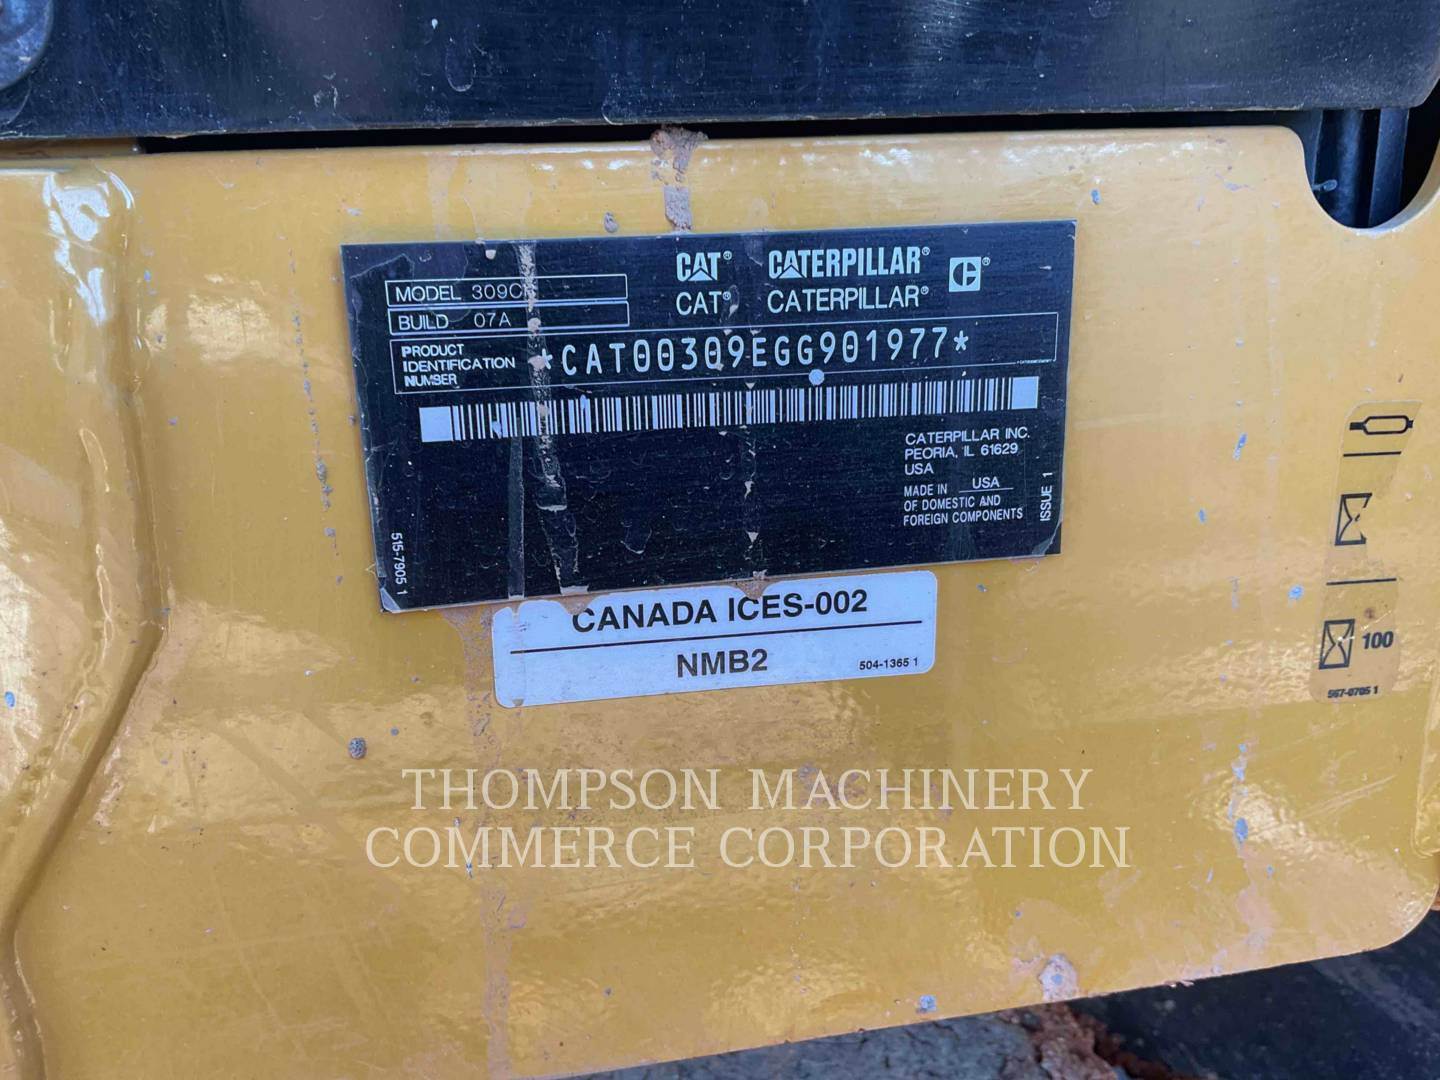 CAT® CATERPILLAR® C®
CAT® CATERPILLAR®
MODEL
BUILD 07A
PRODUCT IDENTIFICATION NUMBER *CAT00309EGG901977*
CATERPILLAR INC.
PEORIA, IL 61629
USA
MADE IN USA
OF DOMESTIC AND
FOREIGN COMPONENTS
ISSUE 1
515-7905 1
CANADA ICES-002
NMB2
504-1365 1
100
567-0705 1
THOMPSON MACHINERY
COMMERCE CORPORATION